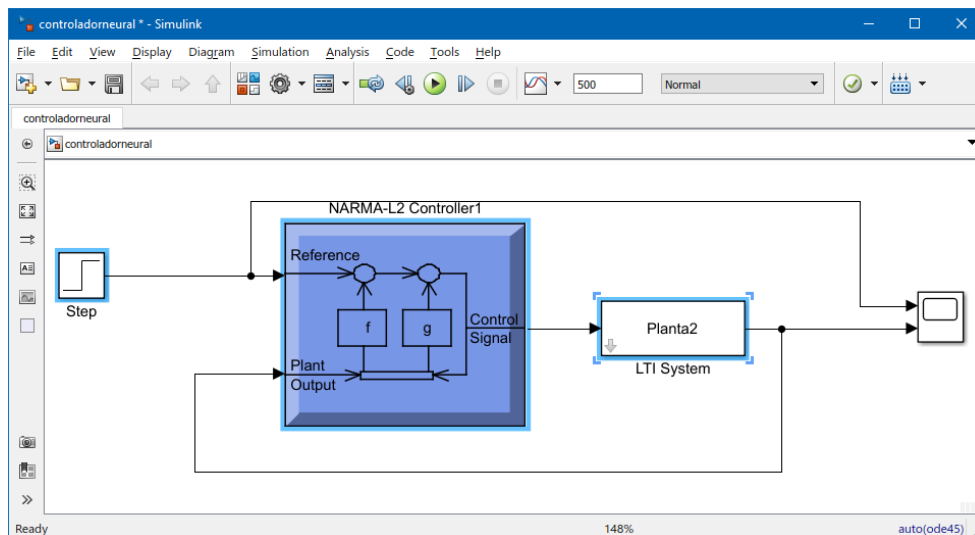 controladorneural * - Simulink
File Edit View Display Diagram Simulation Analysis Code Tools Help
500 Normal
controladorneural
controladorneural
NARMA-L2 Controller1
Reference
Step
f g
Control
Signal
Planta2
Plant
Output
LTI System
Ready 148% auto(ode45)